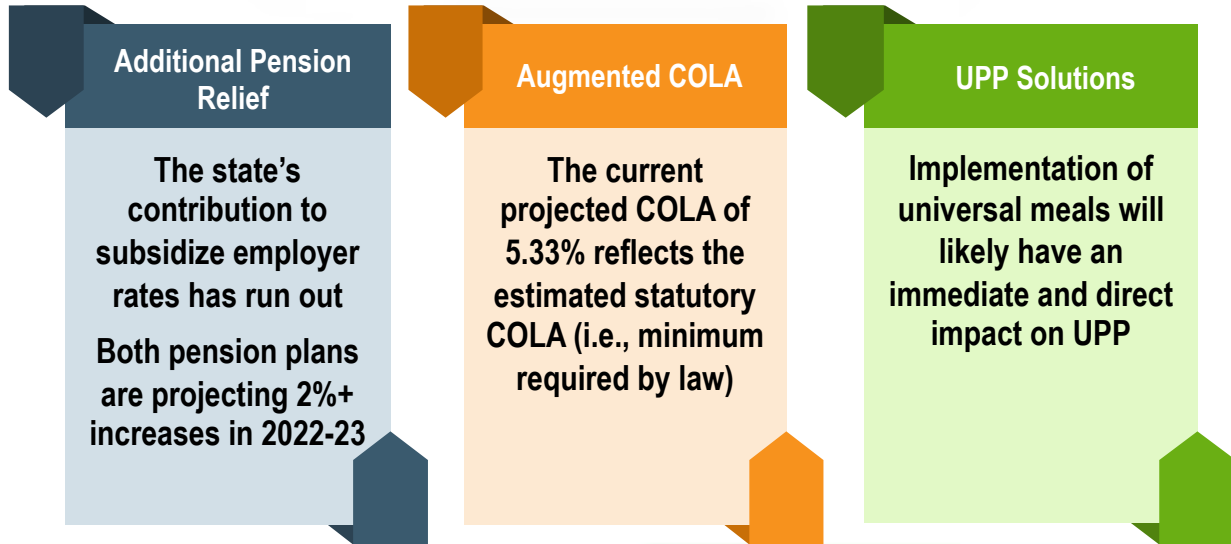 Additional Pension
Relief
The state’s
contribution to
subsidize employer
rates has run out
Both pension plans
are projecting 2%+
increases in 2022-23
Augmented COLA
The current
projected COLA of
5.33% reflects the
estimated statutory
COLA (i.e., minimum
required by law)
UPP Solutions
Implementation of
universal meals will
likely have an
immediate and direct
impact on UPP